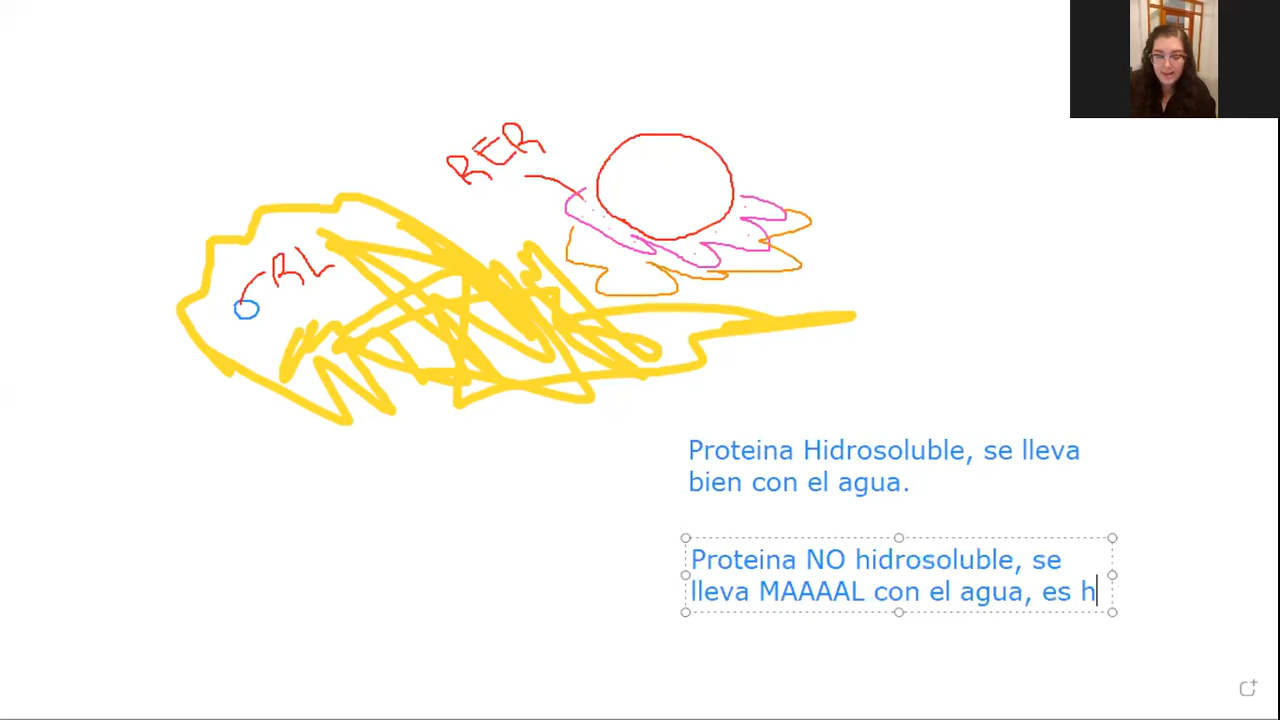 RER
RL
Proteina Hidrosoluble, se lleva
bien con el agua.
Proteina NO hidrosoluble, se
lleva MAAAAL con el agua, es h